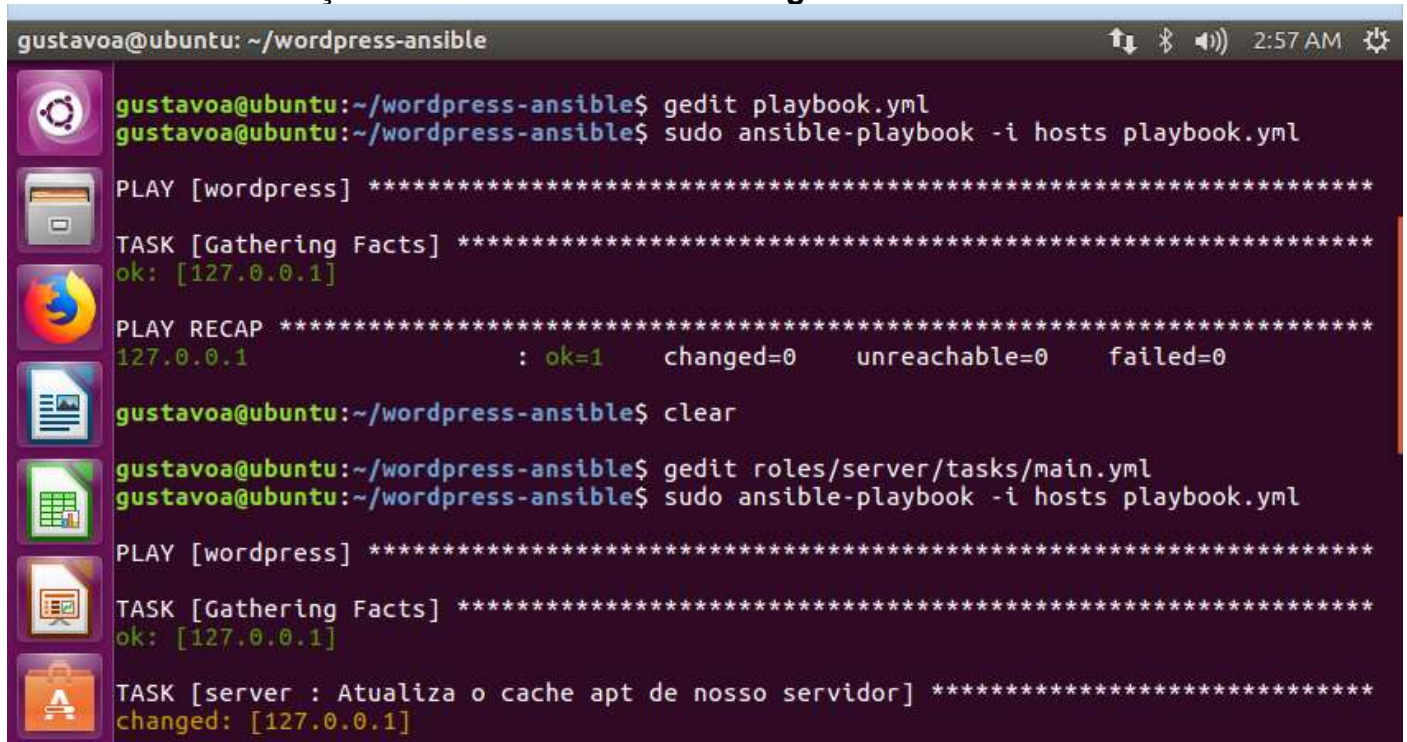 gustavoa@ubuntu: ~/wordpress-ansible 2:57 AM
gustavoa@ubuntu:~/wordpress-ansible$ gedit playbook.yml
gustavoa@ubuntu:~/wordpress-ansible$ sudo ansible-playbook -i hosts playbook.yml
PLAY [wordpress] ********************************************************************
TASK [Gathering Facts] **************************************************************
ok: [127.0.0.1]
PLAY RECAP **************************************************************************
127.0.0.1 : ok=1 changed=0 unreachable=0 failed=0
gustavoa@ubuntu:~/wordpress-ansible$ clear
gustavoa@ubuntu:~/wordpress-ansible$ gedit roles/server/tasks/main.yml
gustavoa@ubuntu:~/wordpress-ansible$ sudo ansible-playbook -i hosts playbook.yml
PLAY [wordpress] ********************************************************************
TASK [Gathering Facts] **************************************************************
ok: [127.0.0.1]
TASK [server : Atualiza o cache apt de nosso servidor] ******************************
changed: [127.0.0.1]